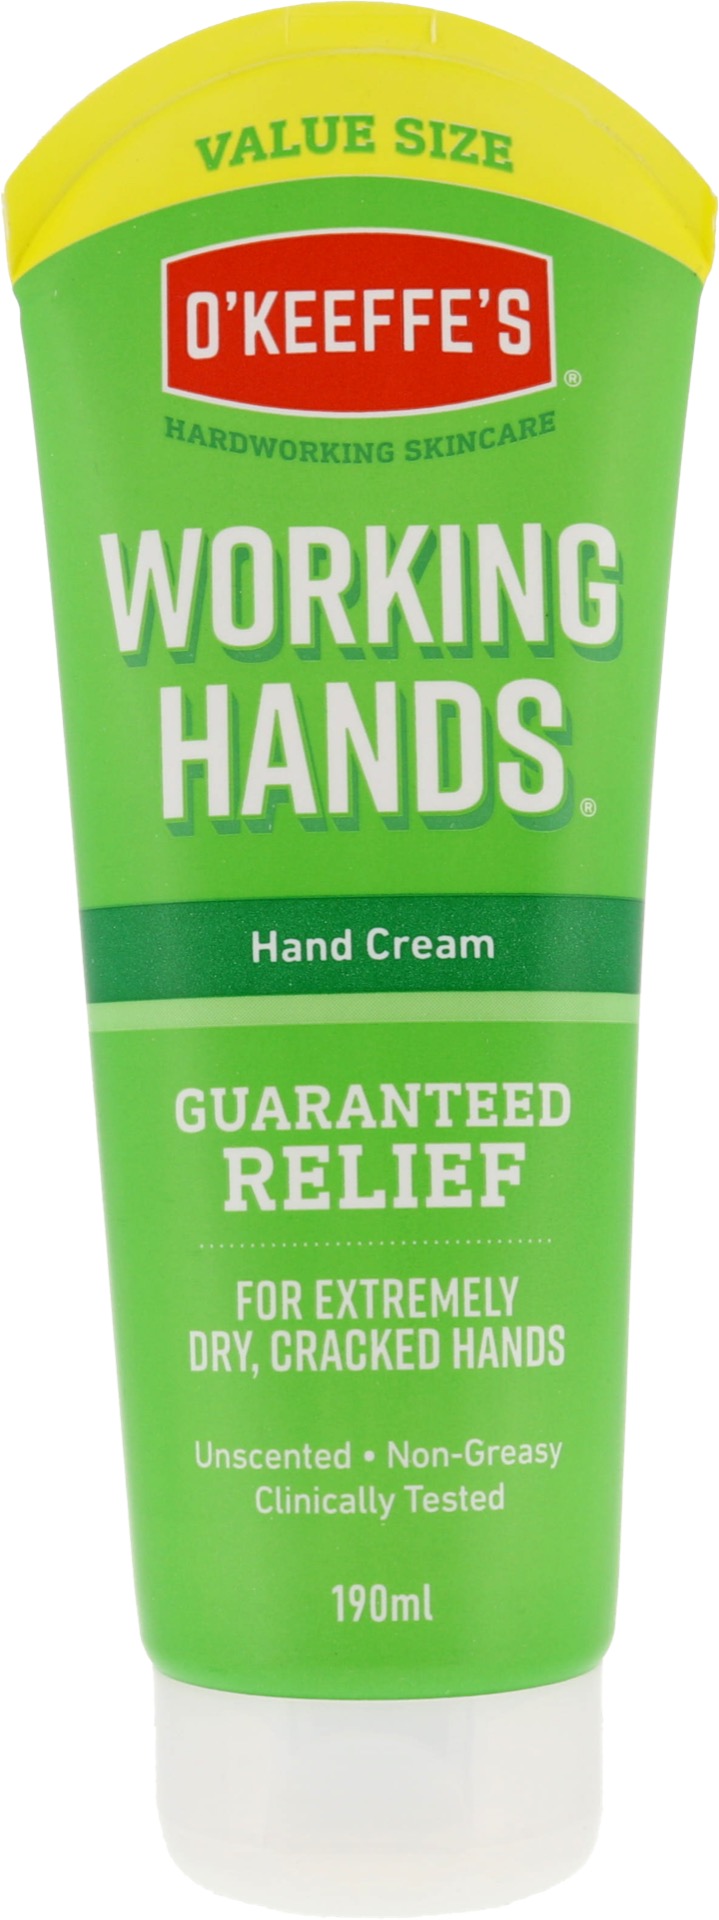 VALUE SIZE
O'KEEFFE'S
®
HARDWORKING SKINCARE
WORKING
HANDS®
Hand Cream
GUARANTEED
RELIEF
FOR EXTREMELY
DRY, CRACKED HANDS
Unscented • Non-Greasy
Clinically Tested
190ml